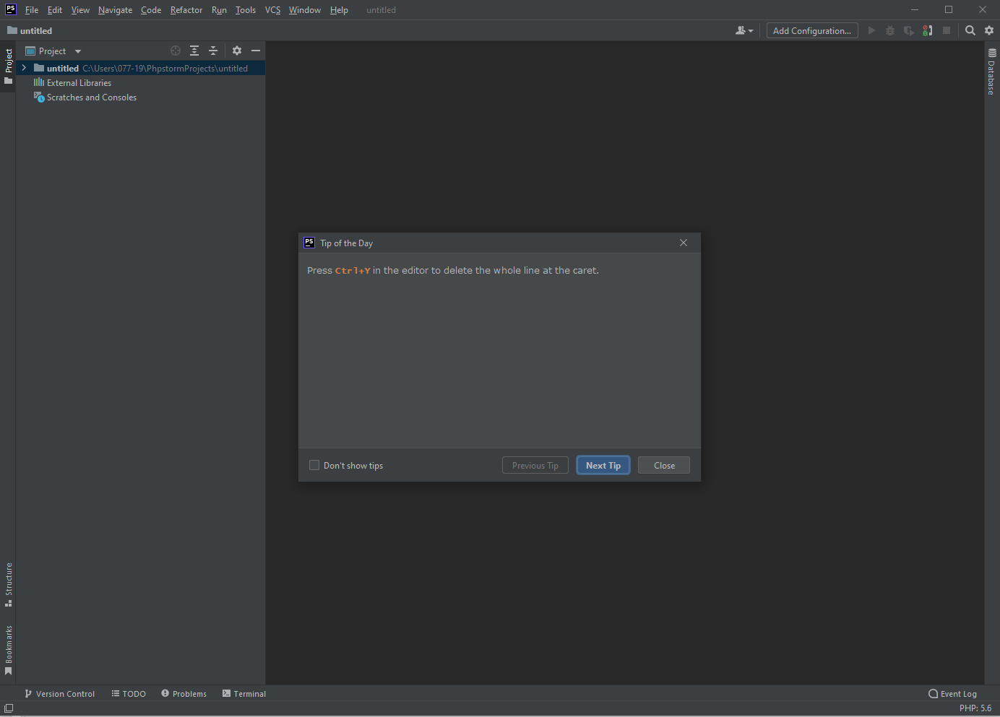 PS File Edit View Navigate Code Refactor Run Tools VCS Window Help untitled
untitled Add Configuration...
Project
Project
untitled C:\Users\077-19\PhpstormProjects\untitled
External Libraries
Scratches and Consoles
Database
PS Tip of the Day
Press Ctrl+Y in the editor to delete the whole line at the caret.
Don't show tips Previous Tip Next Tip Close
Structure
Bookmarks
Version Control TODO Problems Terminal Event Log
PHP: 5.6